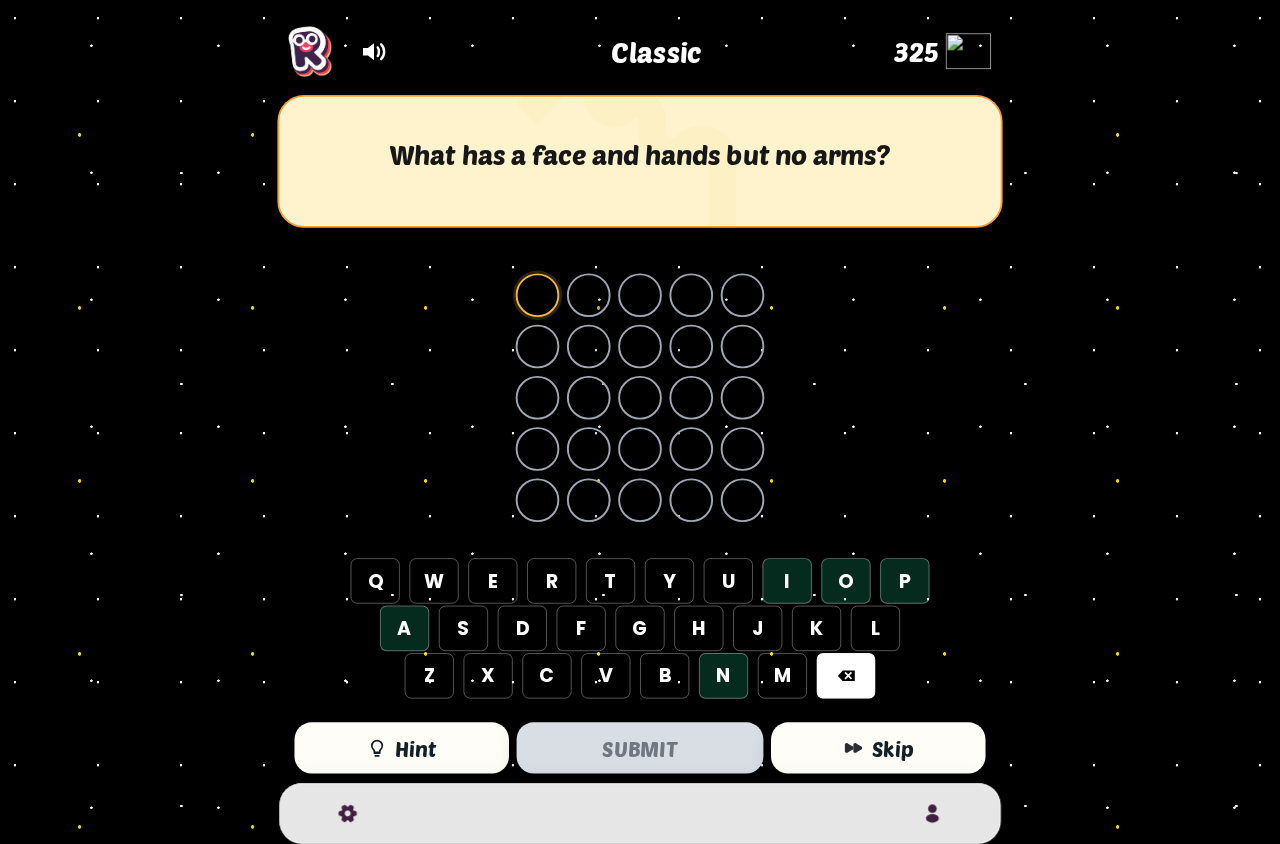 Classic
325
What has a face and hands but no arms?
Q W E R T Y U I O P
A S D F G H J K L
Z X C V B N M
Hint
SUBMIT
Skip